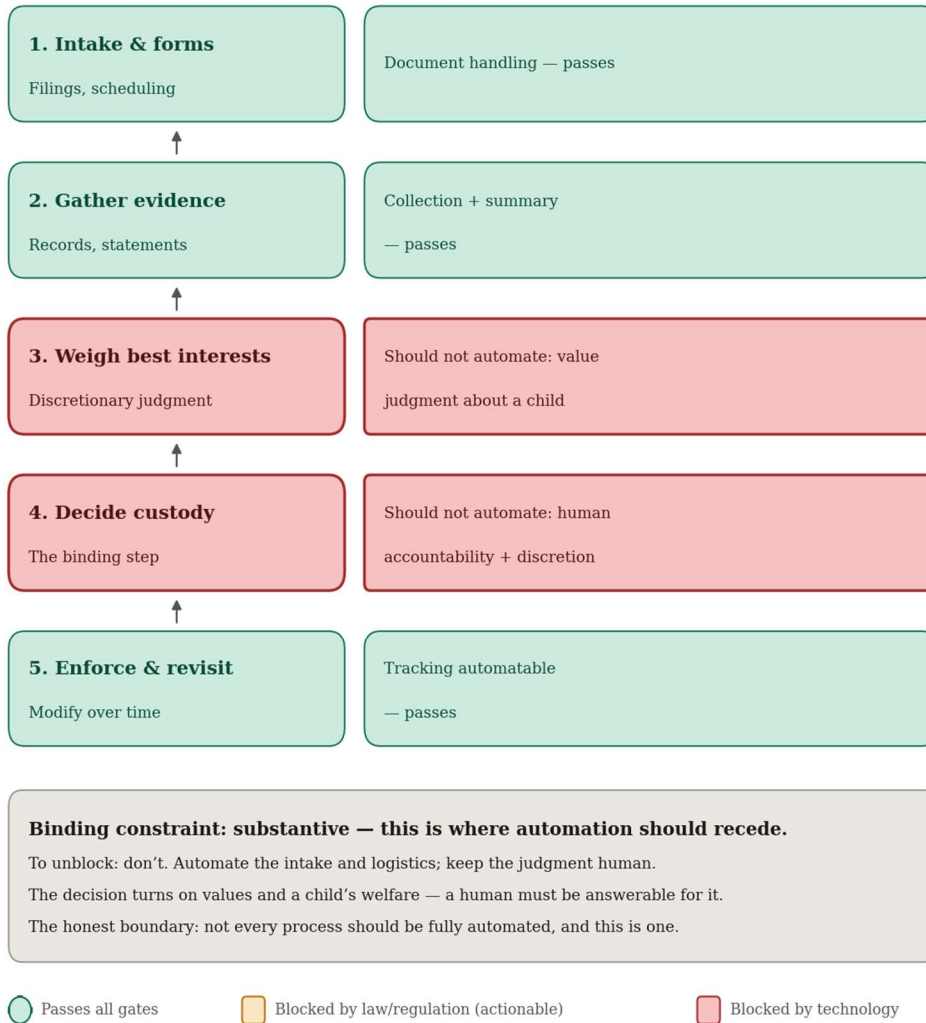 1. Intake & forms
Filings, scheduling
Document handling — passes
2. Gather evidence
Records, statements
Collection + summary
— passes
3. Weigh best interests
Discretionary judgment
Should not automate: value
judgment about a child
4. Decide custody
The binding step
Should not automate: human
accountability + discretion
5. Enforce & revisit
Modify over time
Tracking automatable
— passes
Binding constraint: substantive — this is where automation should recede.
To unblock: don’t. Automate the intake and logistics; keep the judgment human.
The decision turns on values and a child’s welfare — a human must be answerable for it.
The honest boundary: not every process should be fully automated, and this is one.
Passes all gates
Blocked by law/regulation (actionable)
Blocked by technology